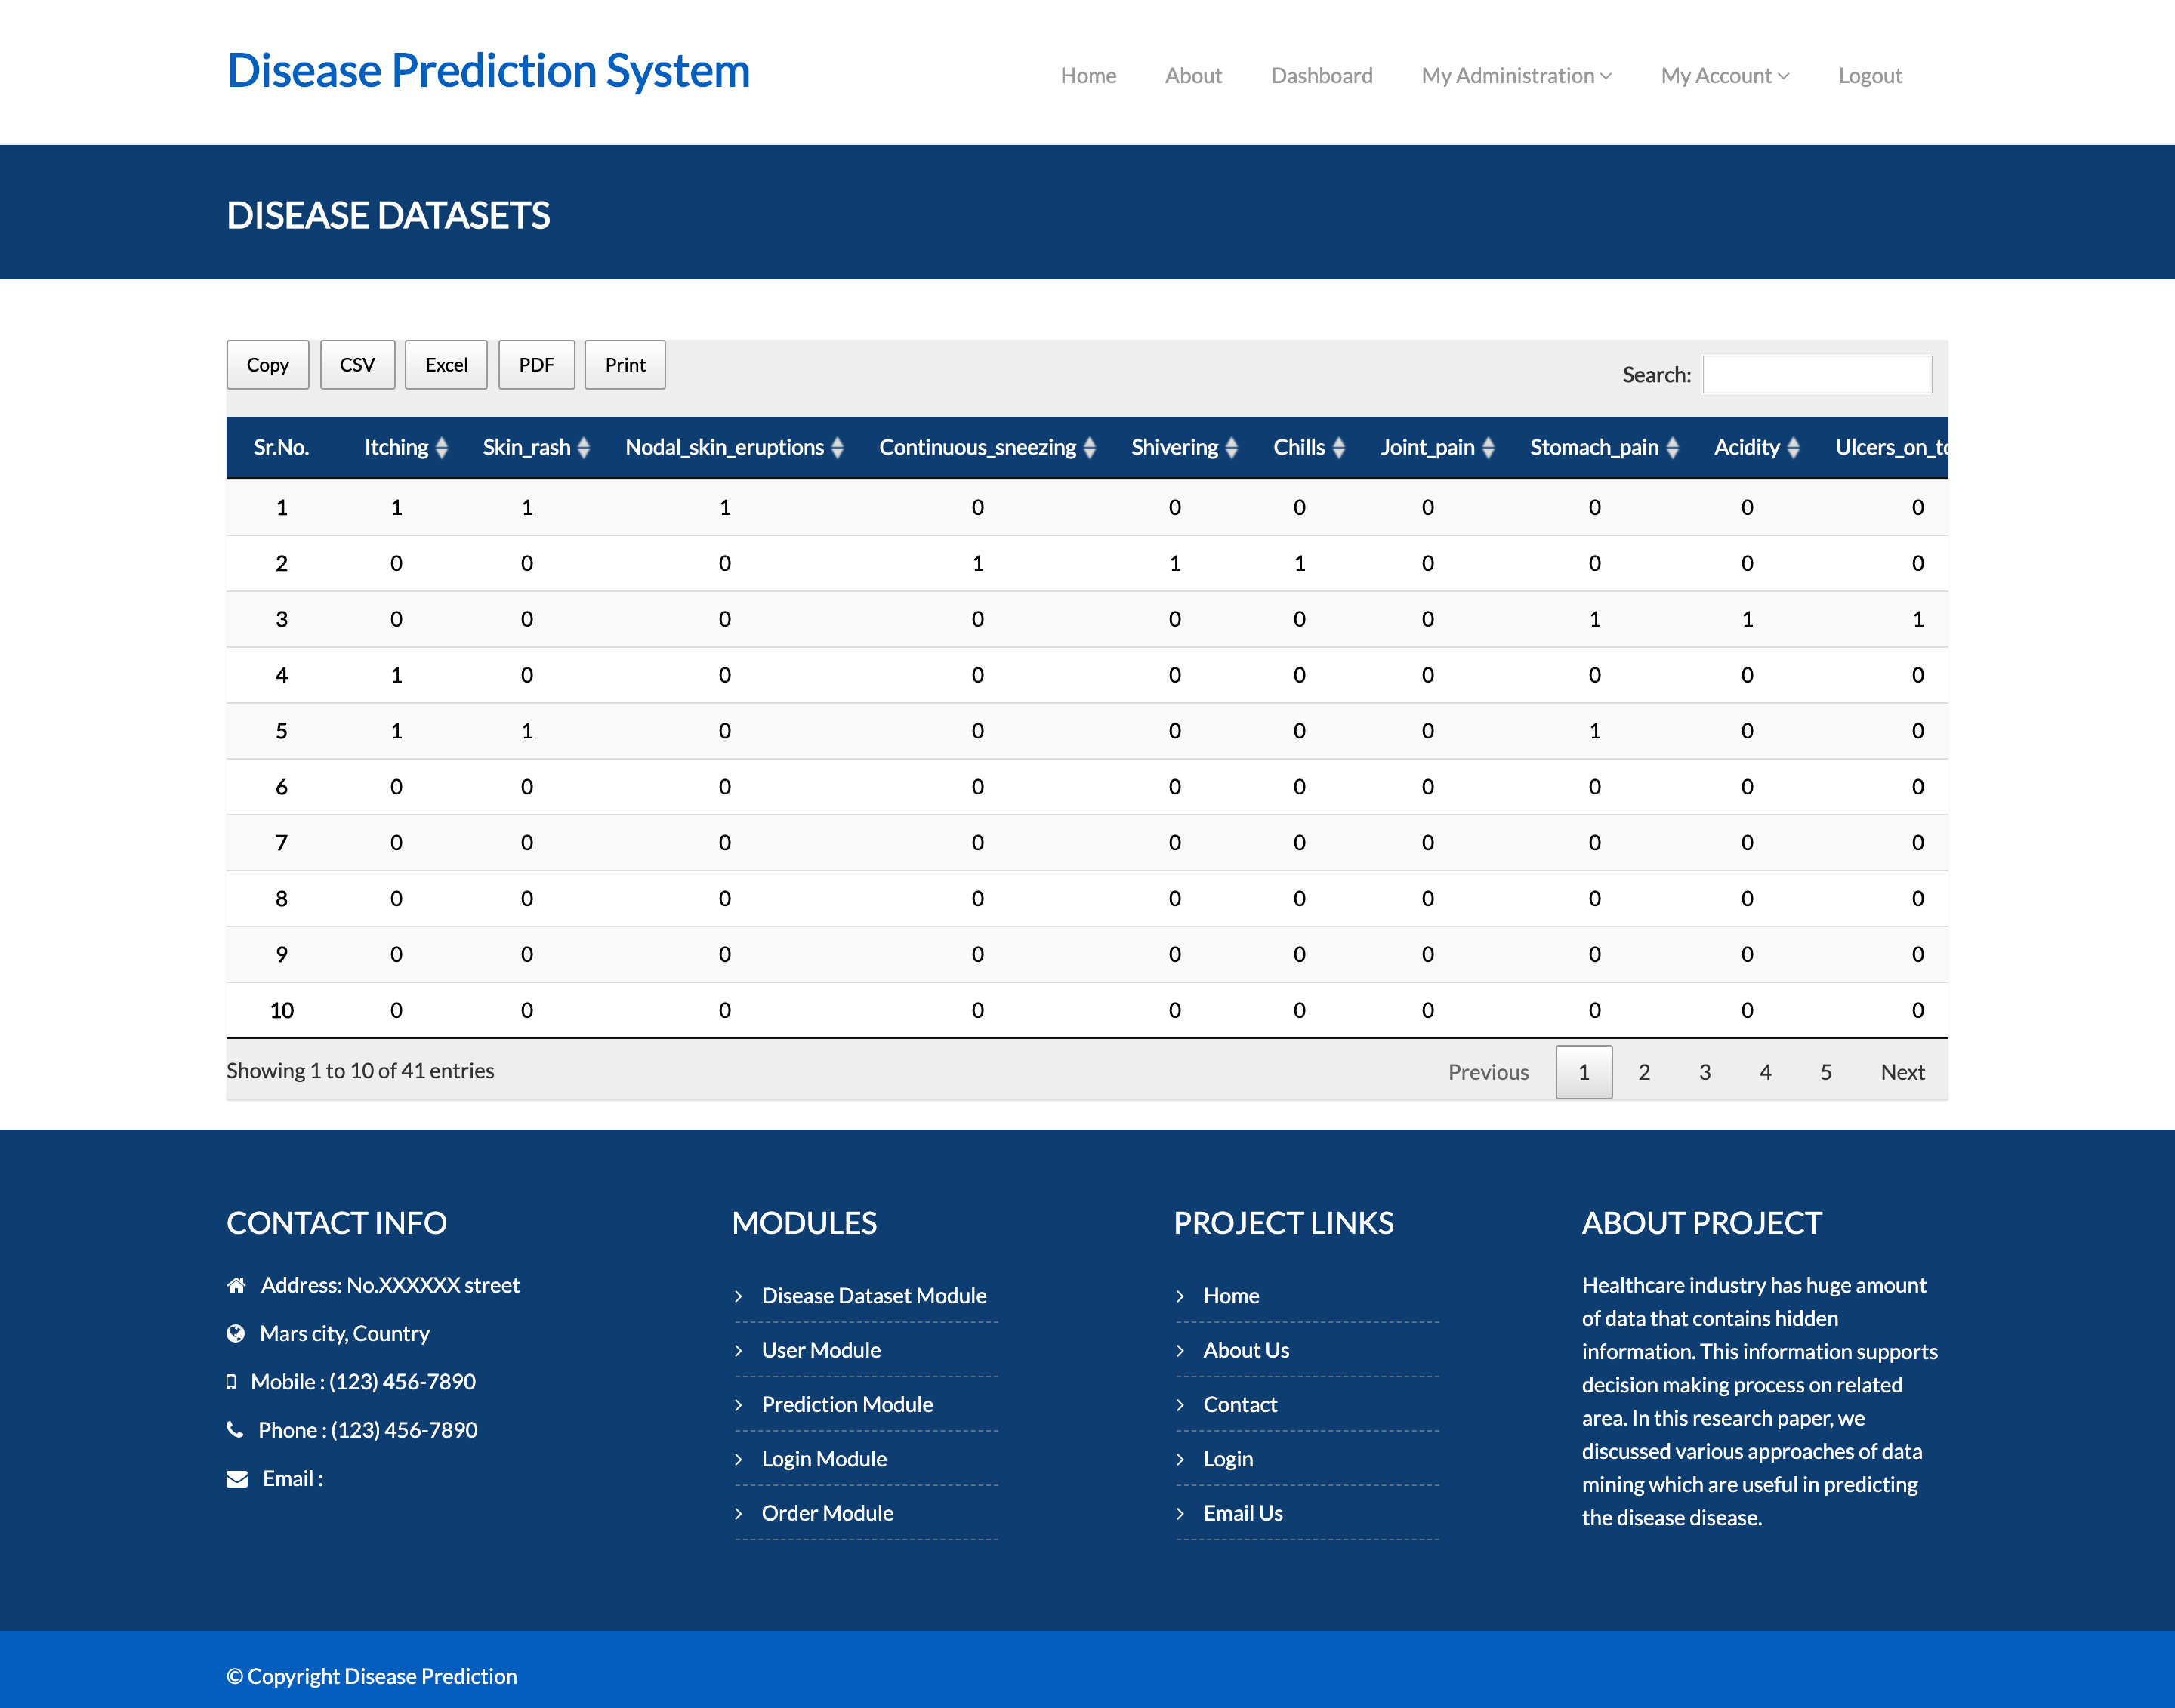 Disease Prediction System
Home About Dashboard My Administration My Account Logout
DISEASE DATASETS
Copy CSV Excel PDF Print Search:
Sr.No. Itching Skin_rash Nodal_skin_eruptions Continuous_sneezing Shivering Chills Joint_pain Stomach_pain Acidity Ulcers_on_to
1 1 1 1 0 0 0 0 0 0 0
2 0 0 0 1 1 1 0 0 0 0
3 0 0 0 0 0 0 0 1 1 1
4 1 0 0 0 0 0 0 0 0 0
5 1 1 0 0 0 0 0 1 0 0
6 0 0 0 0 0 0 0 0 0 0
7 0 0 0 0 0 0 0 0 0 0
8 0 0 0 0 0 0 0 0 0 0
9 0 0 0 0 0 0 0 0 0 0
10 0 0 0 0 0 0 0 0 0 0
Showing 1 to 10 of 41 entries Previous 1 2 3 4 5 Next
CONTACT INFO
Address: No.XXXXXX street
Mars city, Country
Mobile : (123) 456-7890
Phone : (123) 456-7890
Email :
MODULES
Disease Dataset Module
User Module
Prediction Module
Login Module
Order Module
PROJECT LINKS
Home
About Us
Contact
Login
Email Us
ABOUT PROJECT
Healthcare industry has huge amount
of data that contains hidden
information. This information supports
decision making process on related
area. In this research paper, we
discussed various approaches of data
mining which are useful in predicting
the disease disease.
© Copyright Disease Prediction